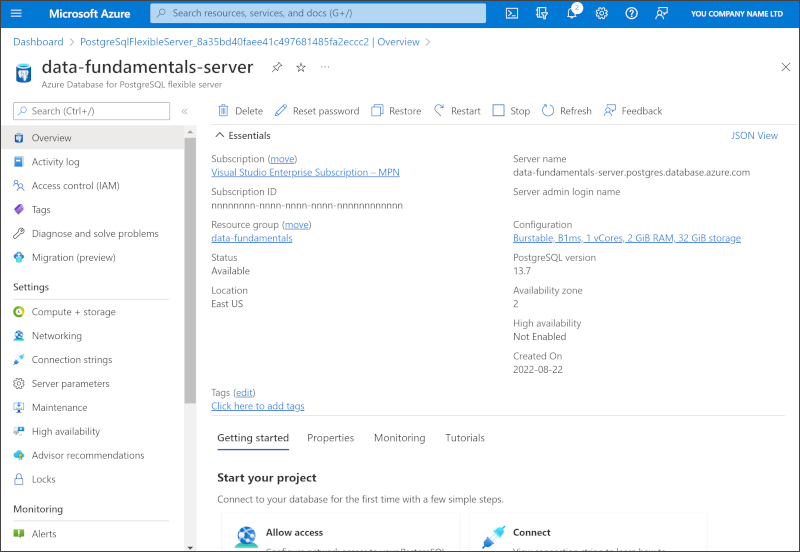 Microsoft Azure
Search resources, services, and docs (G+/)
2
YOU COMPANY NAME LTD
Dashboard > PostgreSqlFlexibleServer_8a35bd40faee41c497681485fa2eccc2 | Overview >
data-fundamentals-server
Azure Database for PostgreSQL flexible server
Search (Ctrl+/)
Overview
Activity log
Access control (IAM)
Tags
Diagnose and solve problems
Migration (preview)
Settings
Compute + storage
Networking
Connection strings
Server parameters
Maintenance
High availability
Advisor recommendations
Locks
Monitoring
Alerts
Delete
Reset password
Restore
Restart
Stop
Refresh
Feedback
Essentials
JSON View
Subscription (move)
Visual Studio Enterprise Subscription – MPN
Subscription ID
nnnnnnnn-nnnn-nnnn-nnnn-nnnnnnnnnnnn
Resource group (move)
data-fundamentals
Status
Available
Location
East US
Server name
data-fundamentals-server.postgres.database.azure.com
Server admin login name
Configuration
Burstable, B1ms, 1 vCores, 2 GiB RAM, 32 GiB storage
PostgreSQL version
13.7
Availability zone
2
High availability
Not Enabled
Created On
2022-08-22
Tags (edit)
Click here to add tags
Getting started
Properties
Monitoring
Tutorials
Start your project
Connect to your database for the first time with a few simple steps.
Allow access
Connect